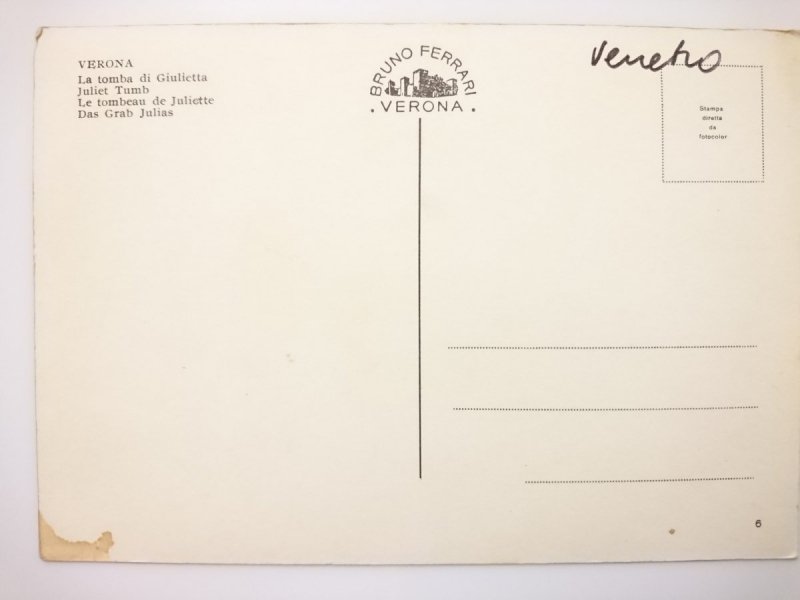 VERONA
La tomba di Giulietta
Juliet Tumb
Le tombeau de Juliette
Das Grab Julias
BRUNO FERRARI
. VERONA .
Veneto
Stampa
diretta
da
fotocolor
6